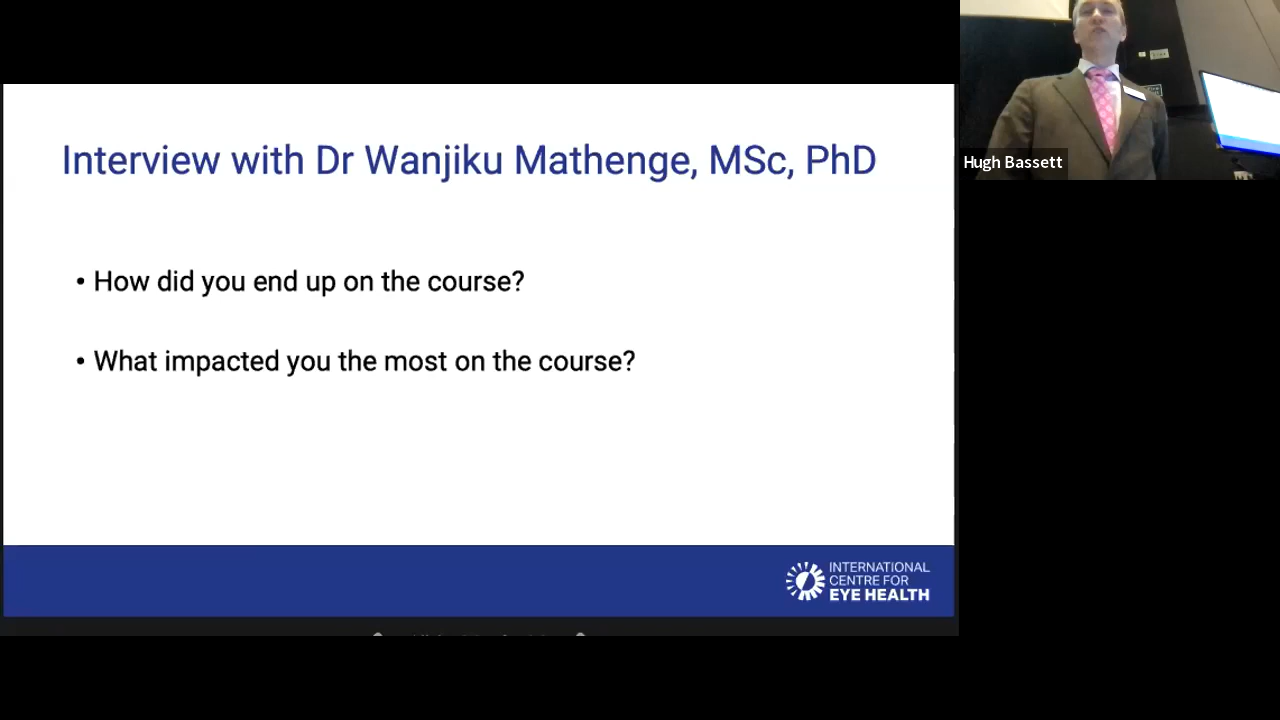 Interview with Dr Wanjiku Mathenge, MSc, PhD
• How did you end up on the course?
• What impacted you the most on the course?
INTERNATIONAL
CENTRE FOR
EYE HEALTH
Hugh Bassett